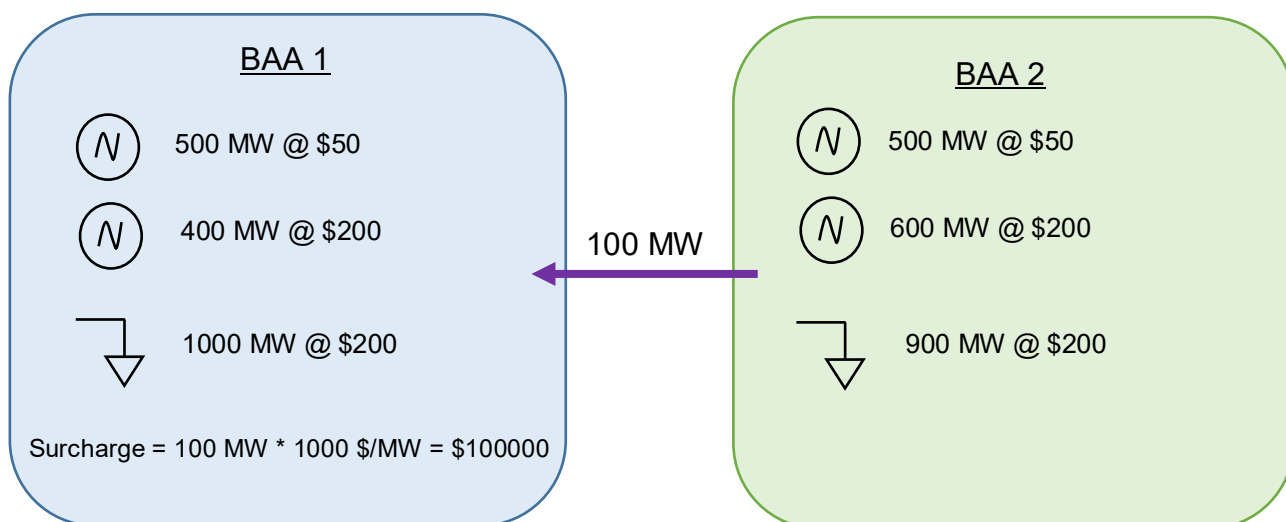 BAA 1
500 MW @ $50
400 MW @ $200
1000 MW @ $200
Surcharge = 100 MW * 1000 $/MW = $100000
100 MW
BAA 2
500 MW @ $50
600 MW @ $200
900 MW @ $200